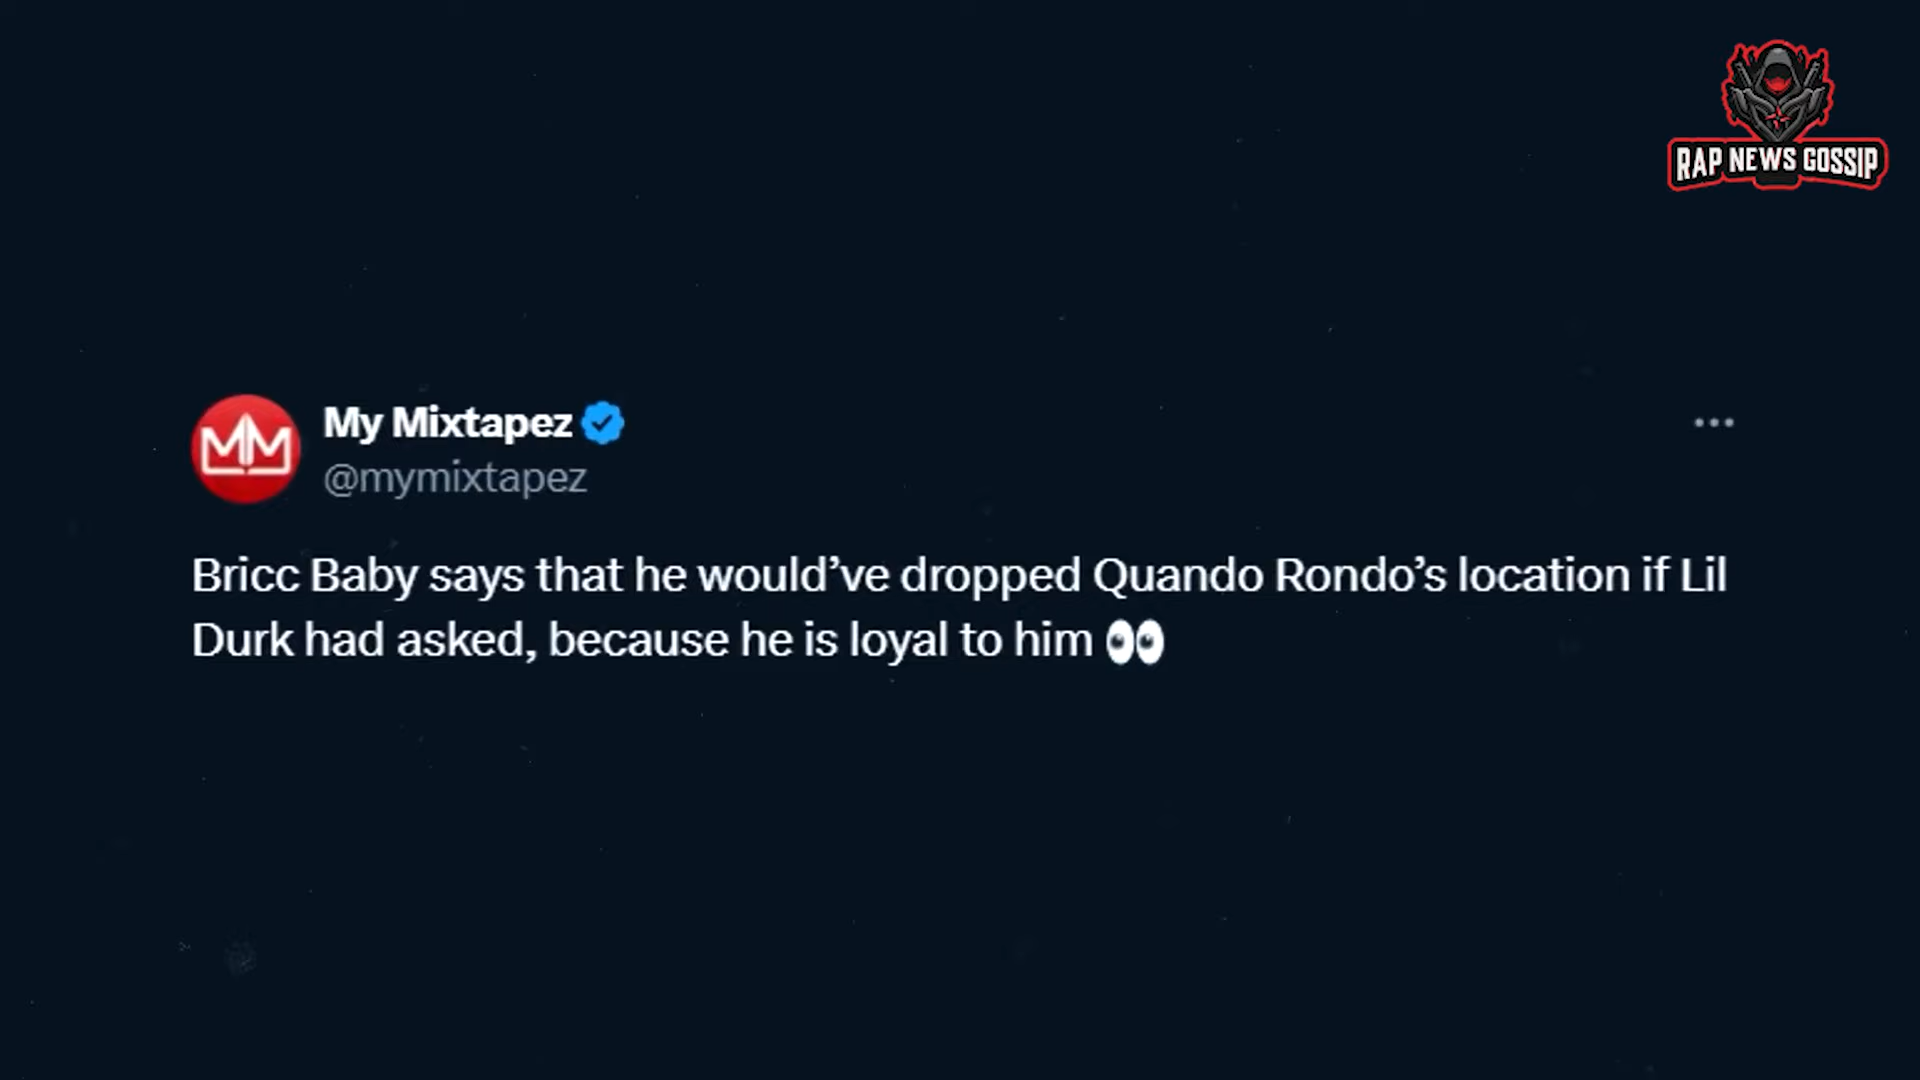 RAP NEWS GOSSIP
My Mixtapez
@mymixtapez
Bricc Baby says that he would’ve dropped Quando Rondo’s location if Lil
Durk had asked, because he is loyal to him 👀